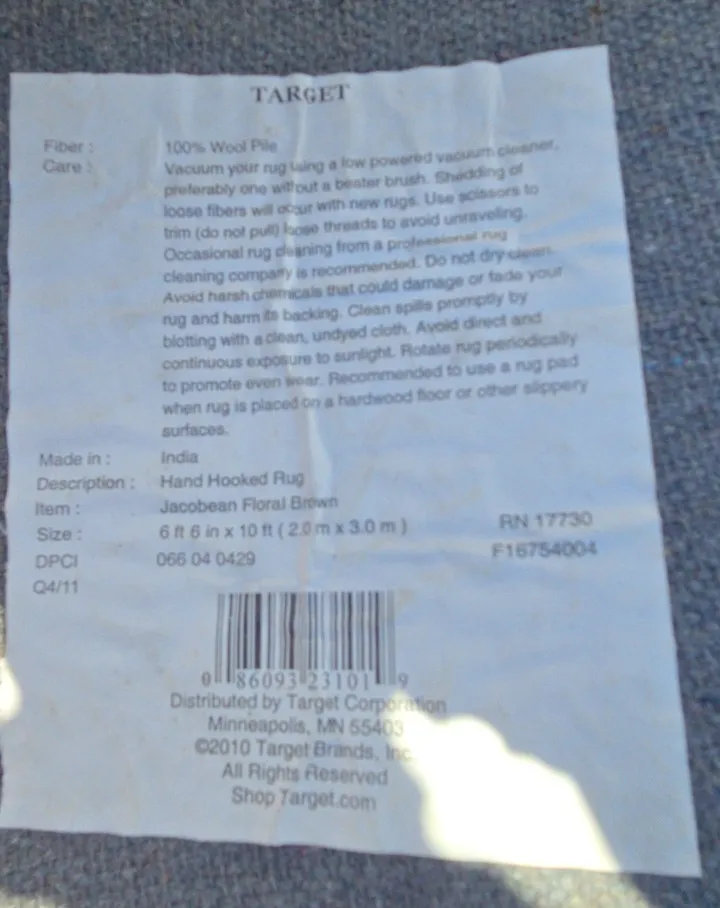 TARGET
Fiber : 100% Wool Pile
Care : Vacuum your rug using a low powered vacuum cleaner,
preferably one without a beater brush. Shedding of
loose fibers will occur with new rugs. Use scissors to
trim (do not pull) loose threads to avoid unraveling.
Occasional rug cleaning from a professional rug
cleaning company is recommended. Do not dry clean.
Avoid harsh chemicals that could damage or fade your
rug and harm its backing. Clean spills promptly by
blotting with a clean, undyed cloth. Avoid direct and
continuous exposure to sunlight. Rotate rug periodically
to promote even wear. Recommended to use a rug pad
when rug is placed on a hardwood floor or other slippery
surfaces.
Made in : India
Description : Hand Hooked Rug
Item : Jacobean Floral Brown
Size : 6 ft 6 in x 10 ft ( 2.0 m x 3.0 m ) RN 17730
DPCI 066 04 0429 F16754004
Q4/11
0 86093 23101 9
Distributed by Target Corporation
Minneapolis, MN 55403
©2010 Target Brands, Inc
All Rights Reserved
Shop Target.com